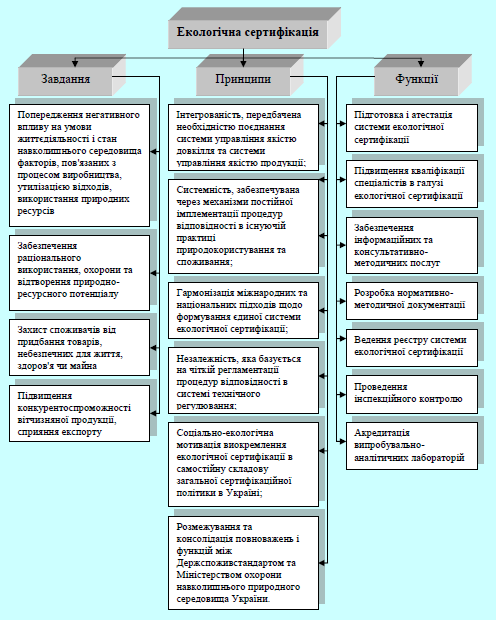 Екологічна сертифікація
Завдання
Попередження негативного
впливу на умови
життєдіяльності і стан
навколишнього середовища
факторів, пов'язаних з
процесом виробництва,
утилізацією відходів,
використання природних
ресурсів
Забезпечення
раціонального
використання, охорони та
відтворення природно-
ресурсного потенціалу
Захист споживачів від
придбання товарів,
небезпечних для життя,
здоров'я чи майна
Підвищення
конкурентоспроможності
вітчизняної продукції,
сприяння експорту
Принципи
Інтегрованість, передбачена
необхідністю поєднання
системи управління якістю
довкілля та системи
управління якістю продукції;
Системність, забезпечувана
через механізми постійної
імплементації процедур
відповідності в існуючій
практиці
природокористування та
споживання;
Гармонізація міжнародних та
національних підходів щодо
формування єдиної системи
екологічної сертифікації;
Незалежність, яка базується
на чіткій регламентації
процедур відповідності в
системі технічного
регулювання;
Соціально-екологічна
мотивація виокремлення
екологічної сертифікації в
самостійну складову
загальної сертифікаційної
політики в Україні;
Розмежування та
консолідація повноважень і
функцій між
Держспоживстандартом та
Міністерством охорони
навколишнього природного
середовища України.
Функції
Підготовка і атестація
системи екологічної
сертифікації
Підвищення кваліфікації
спеціалістів в галузі
екологічної сертифікації
Забезпечення
інформаційних та
консультативно-
методичних послуг
Розробка нормативно-
методичної документації
Ведення реєстру системи
екологічної сертифікації
Проведення
інспекційного контролю
Акредитація
випробувально-
аналітичних лабораторій